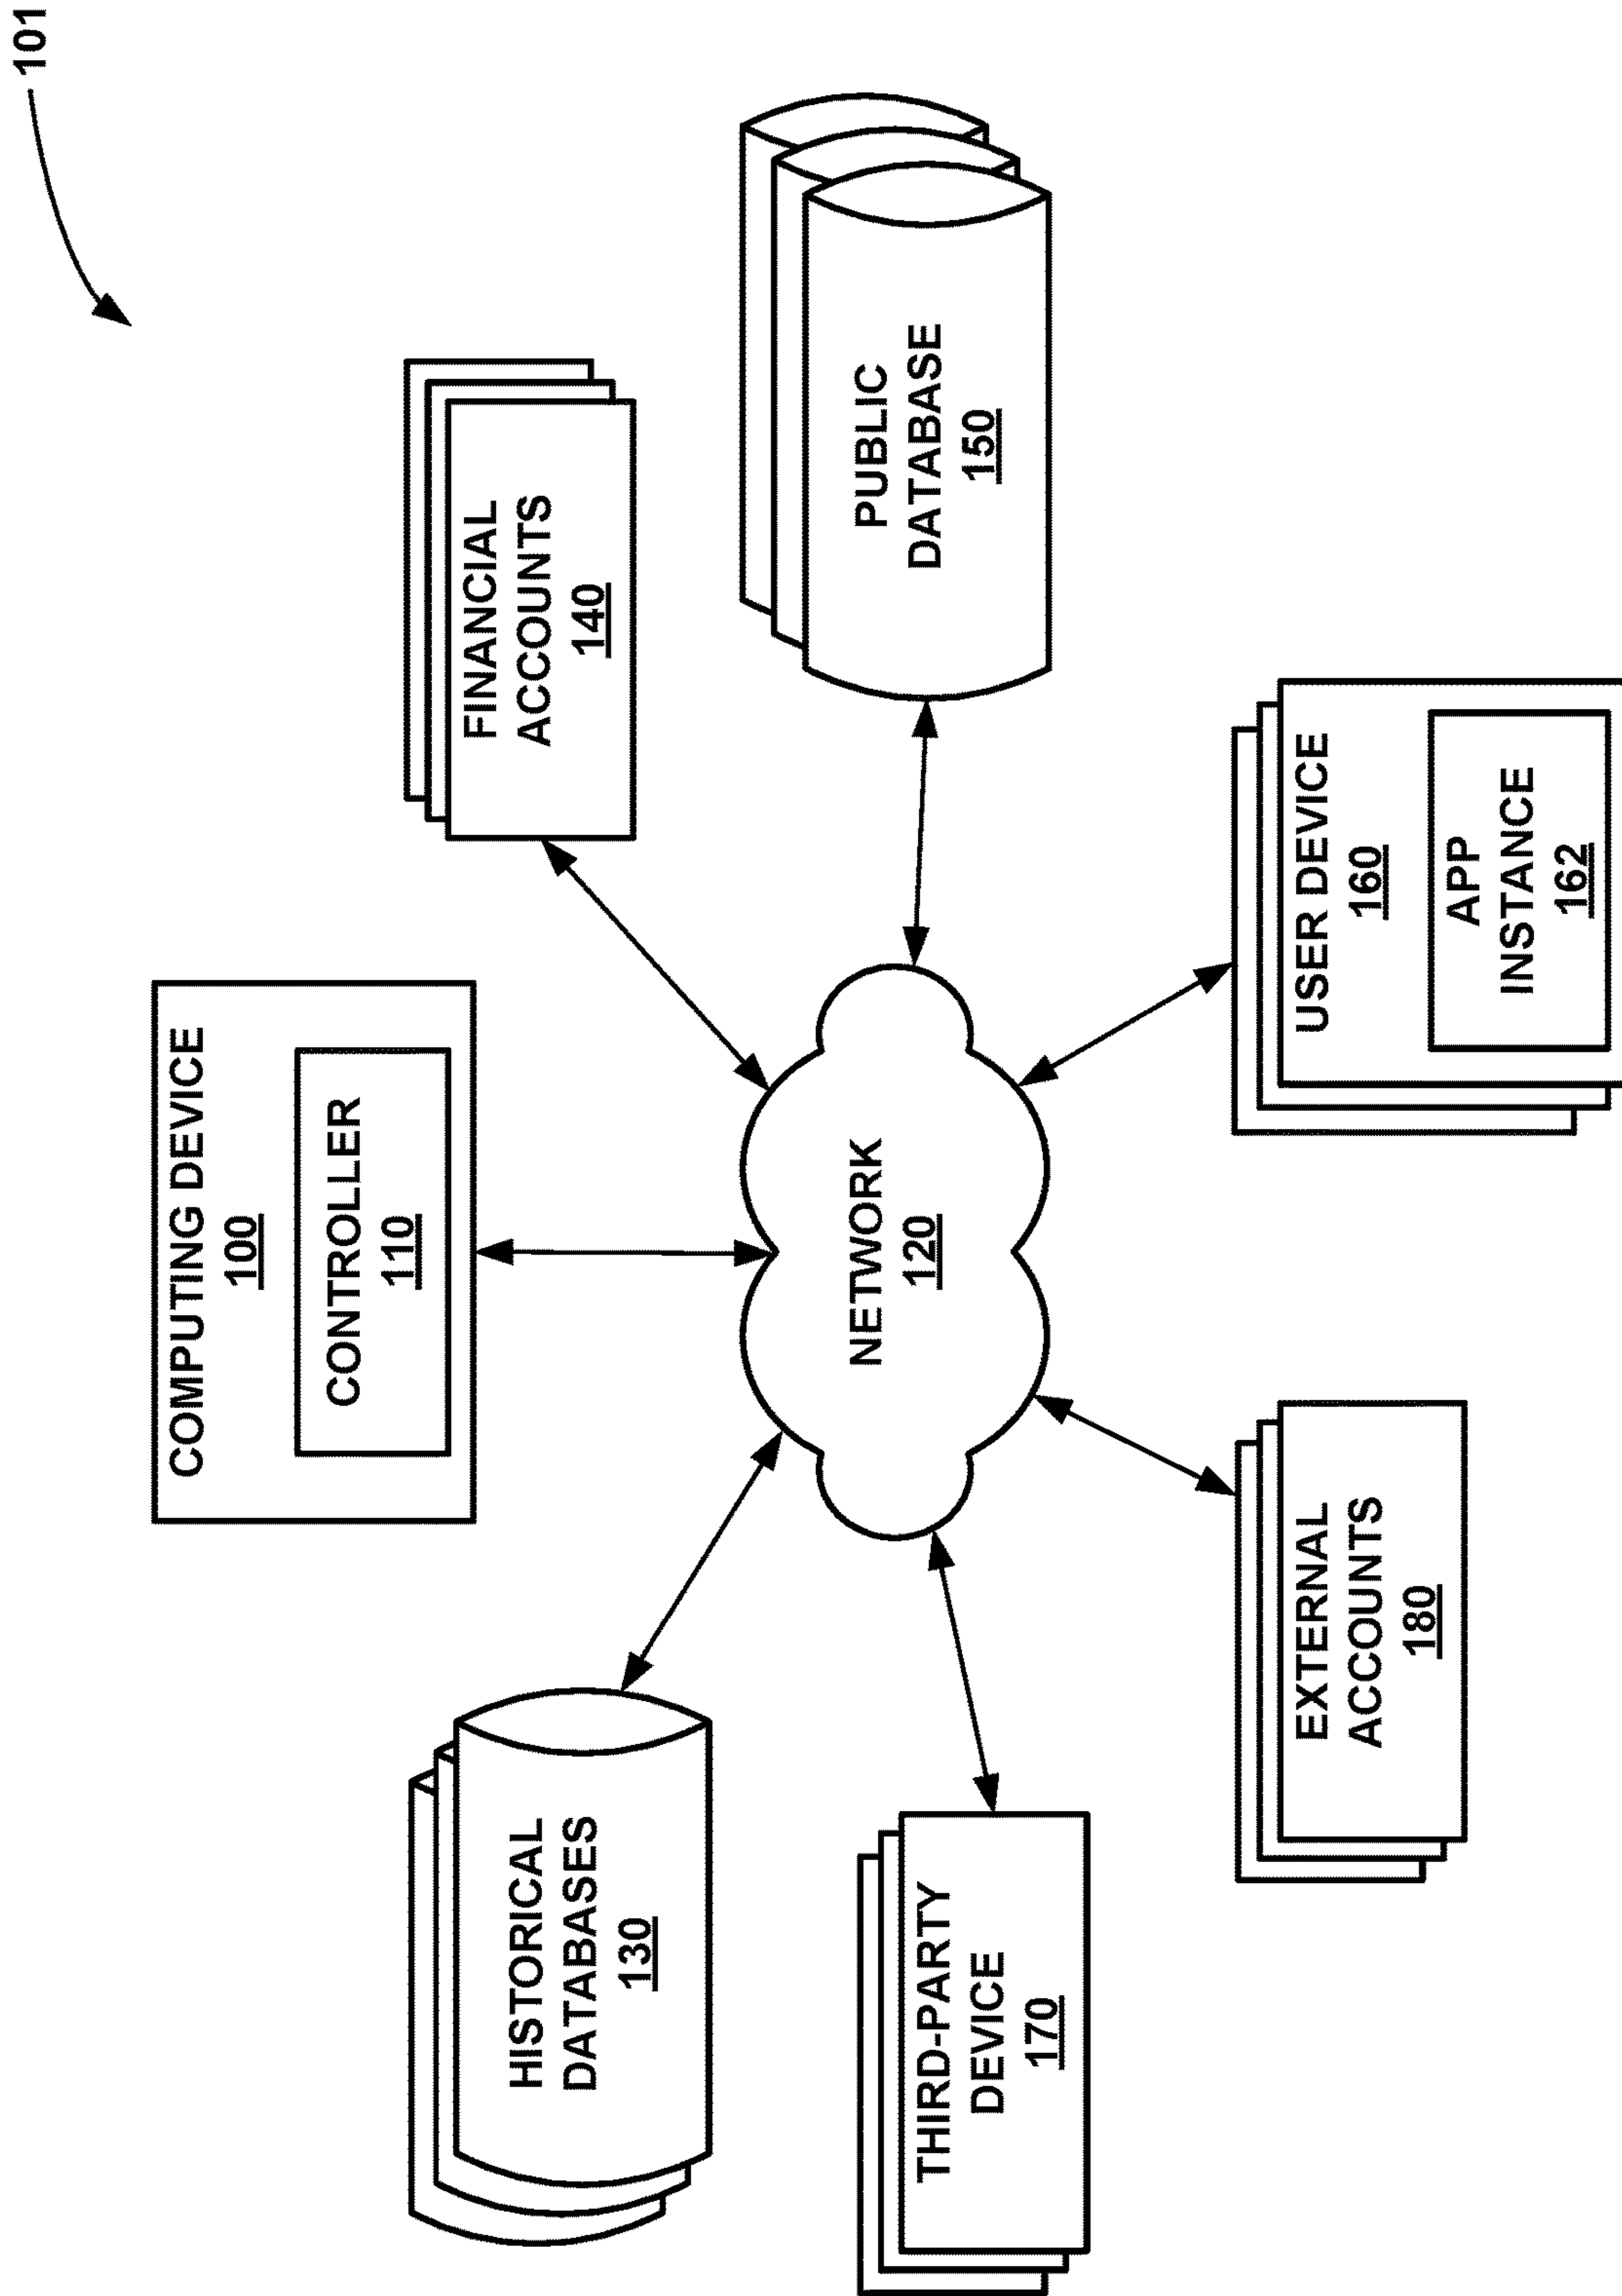 101
COMPUTING DEVICE
100
CONTROLLER
110
HISTORICAL
DATABASES
130
FINANCIAL
ACCOUNTS
140
NETWORK
120
PUBLIC
DATABASE
150
THIRD-PARTY
DEVICE
170
EXTERNAL
ACCOUNTS
180
USER DEVICE
160
APP
INSTANCE
162